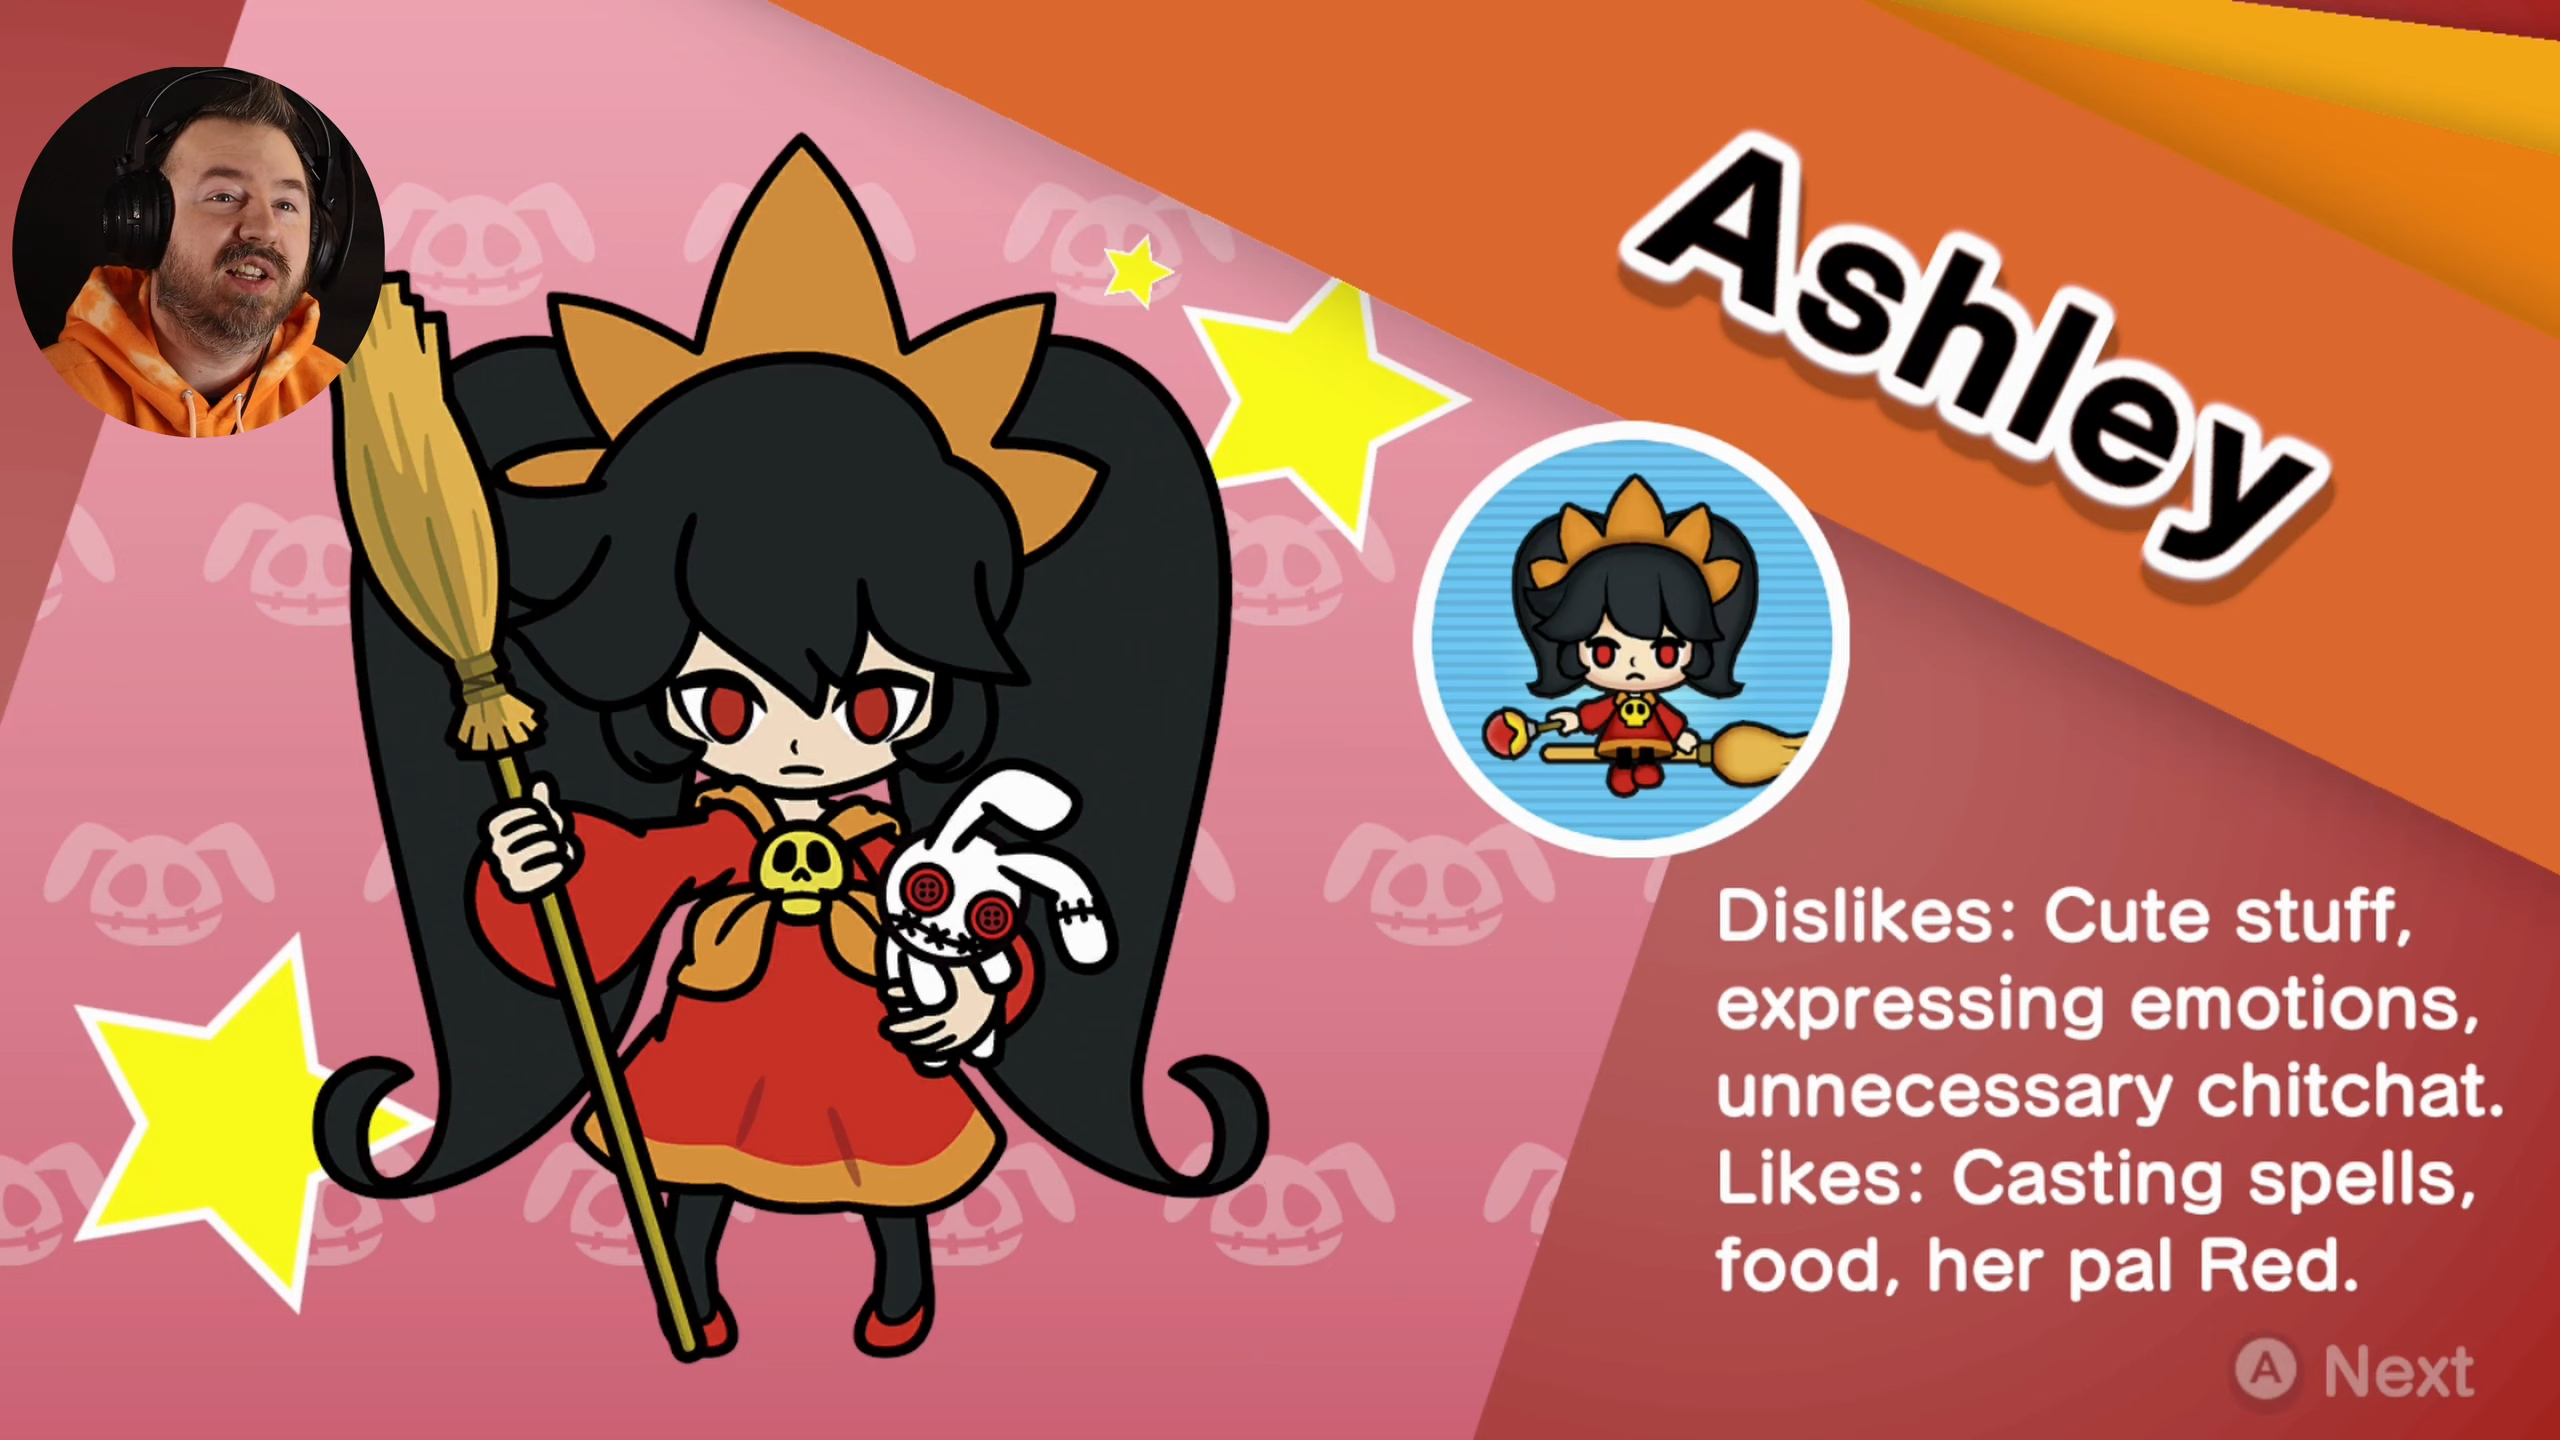 Ashley
Dislikes: Cute stuff,
expressing emotions,
unnecessary chitchat.
Likes: Casting spells,
food, her pal Red.
A Next